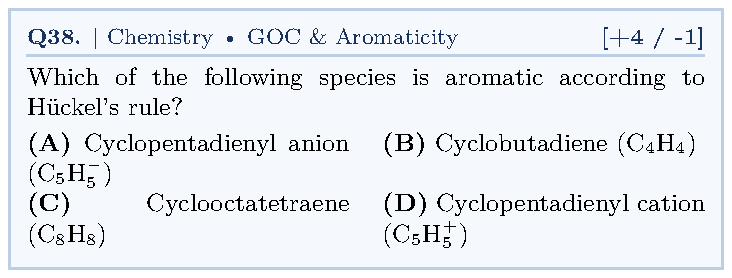 Q38. | Chemistry • GOC & Aromaticity [+4 / -1]
Which of the following species is aromatic according to
Hückel's rule?
(A) Cyclopentadienyl anion (B) Cyclobutadiene (C₄H₄)
(C₅H₅⁻)
(C) Cyclooctatetraene (D) Cyclopentadienyl cation
(C₈H₈) (C₅H₅⁺)